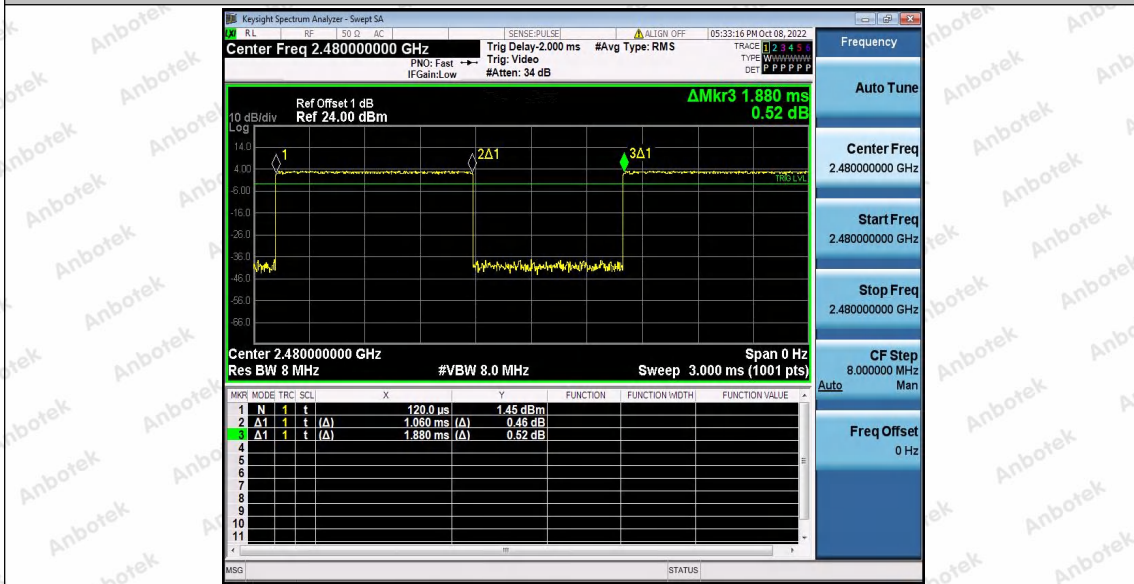 Keysight Spectrum Analyzer - Swept SA
LXI RL RF 50 Ω AC SENSE:PULSE ALIGN OFF 05:33:16 PM Oct 08, 2022
Center Freq 2.480000000 GHz
PNO: Fast
IFGain:Low
Trig Delay-2.000 ms
Trig: Video
#Atten: 34 dB
#Avg Type: RMS
TRACE 1 2 3 4 5 6
TYPE WWWWWW
DET P P P P P P
ΔMkr3 1.880 ms
0.52 dB
Ref Offset 1 dB
10 dB/div Ref 24.00 dBm
Log
14.0
4.00
-6.00
-16.0
-26.0
-36.0
-46.0
-56.0
-66.0
1
2Δ1
3Δ1
TRIG LVL
Center 2.480000000 GHz Span 0 Hz
Res BW 8 MHz #VBW 8.0 MHz Sweep 3.000 ms (1001 pts)
MKR MODE TRC SCL X Y FUNCTION FUNCTION WIDTH FUNCTION VALUE
1 N 1 t 120.0 µs 1.45 dBm
2 Δ1 1 t (Δ) 1.060 ms (Δ) 0.46 dB
3 Δ1 1 t (Δ) 1.880 ms (Δ) 0.52 dB
4
5
6
7
8
9
10
11
MSG STATUS
Frequency
Auto Tune
Center Freq
2.480000000 GHz
Start Freq
2.480000000 GHz
Stop Freq
2.480000000 GHz
CF Step
8.000000 MHz
Auto Man
Freq Offset
0 Hz
Anbotek